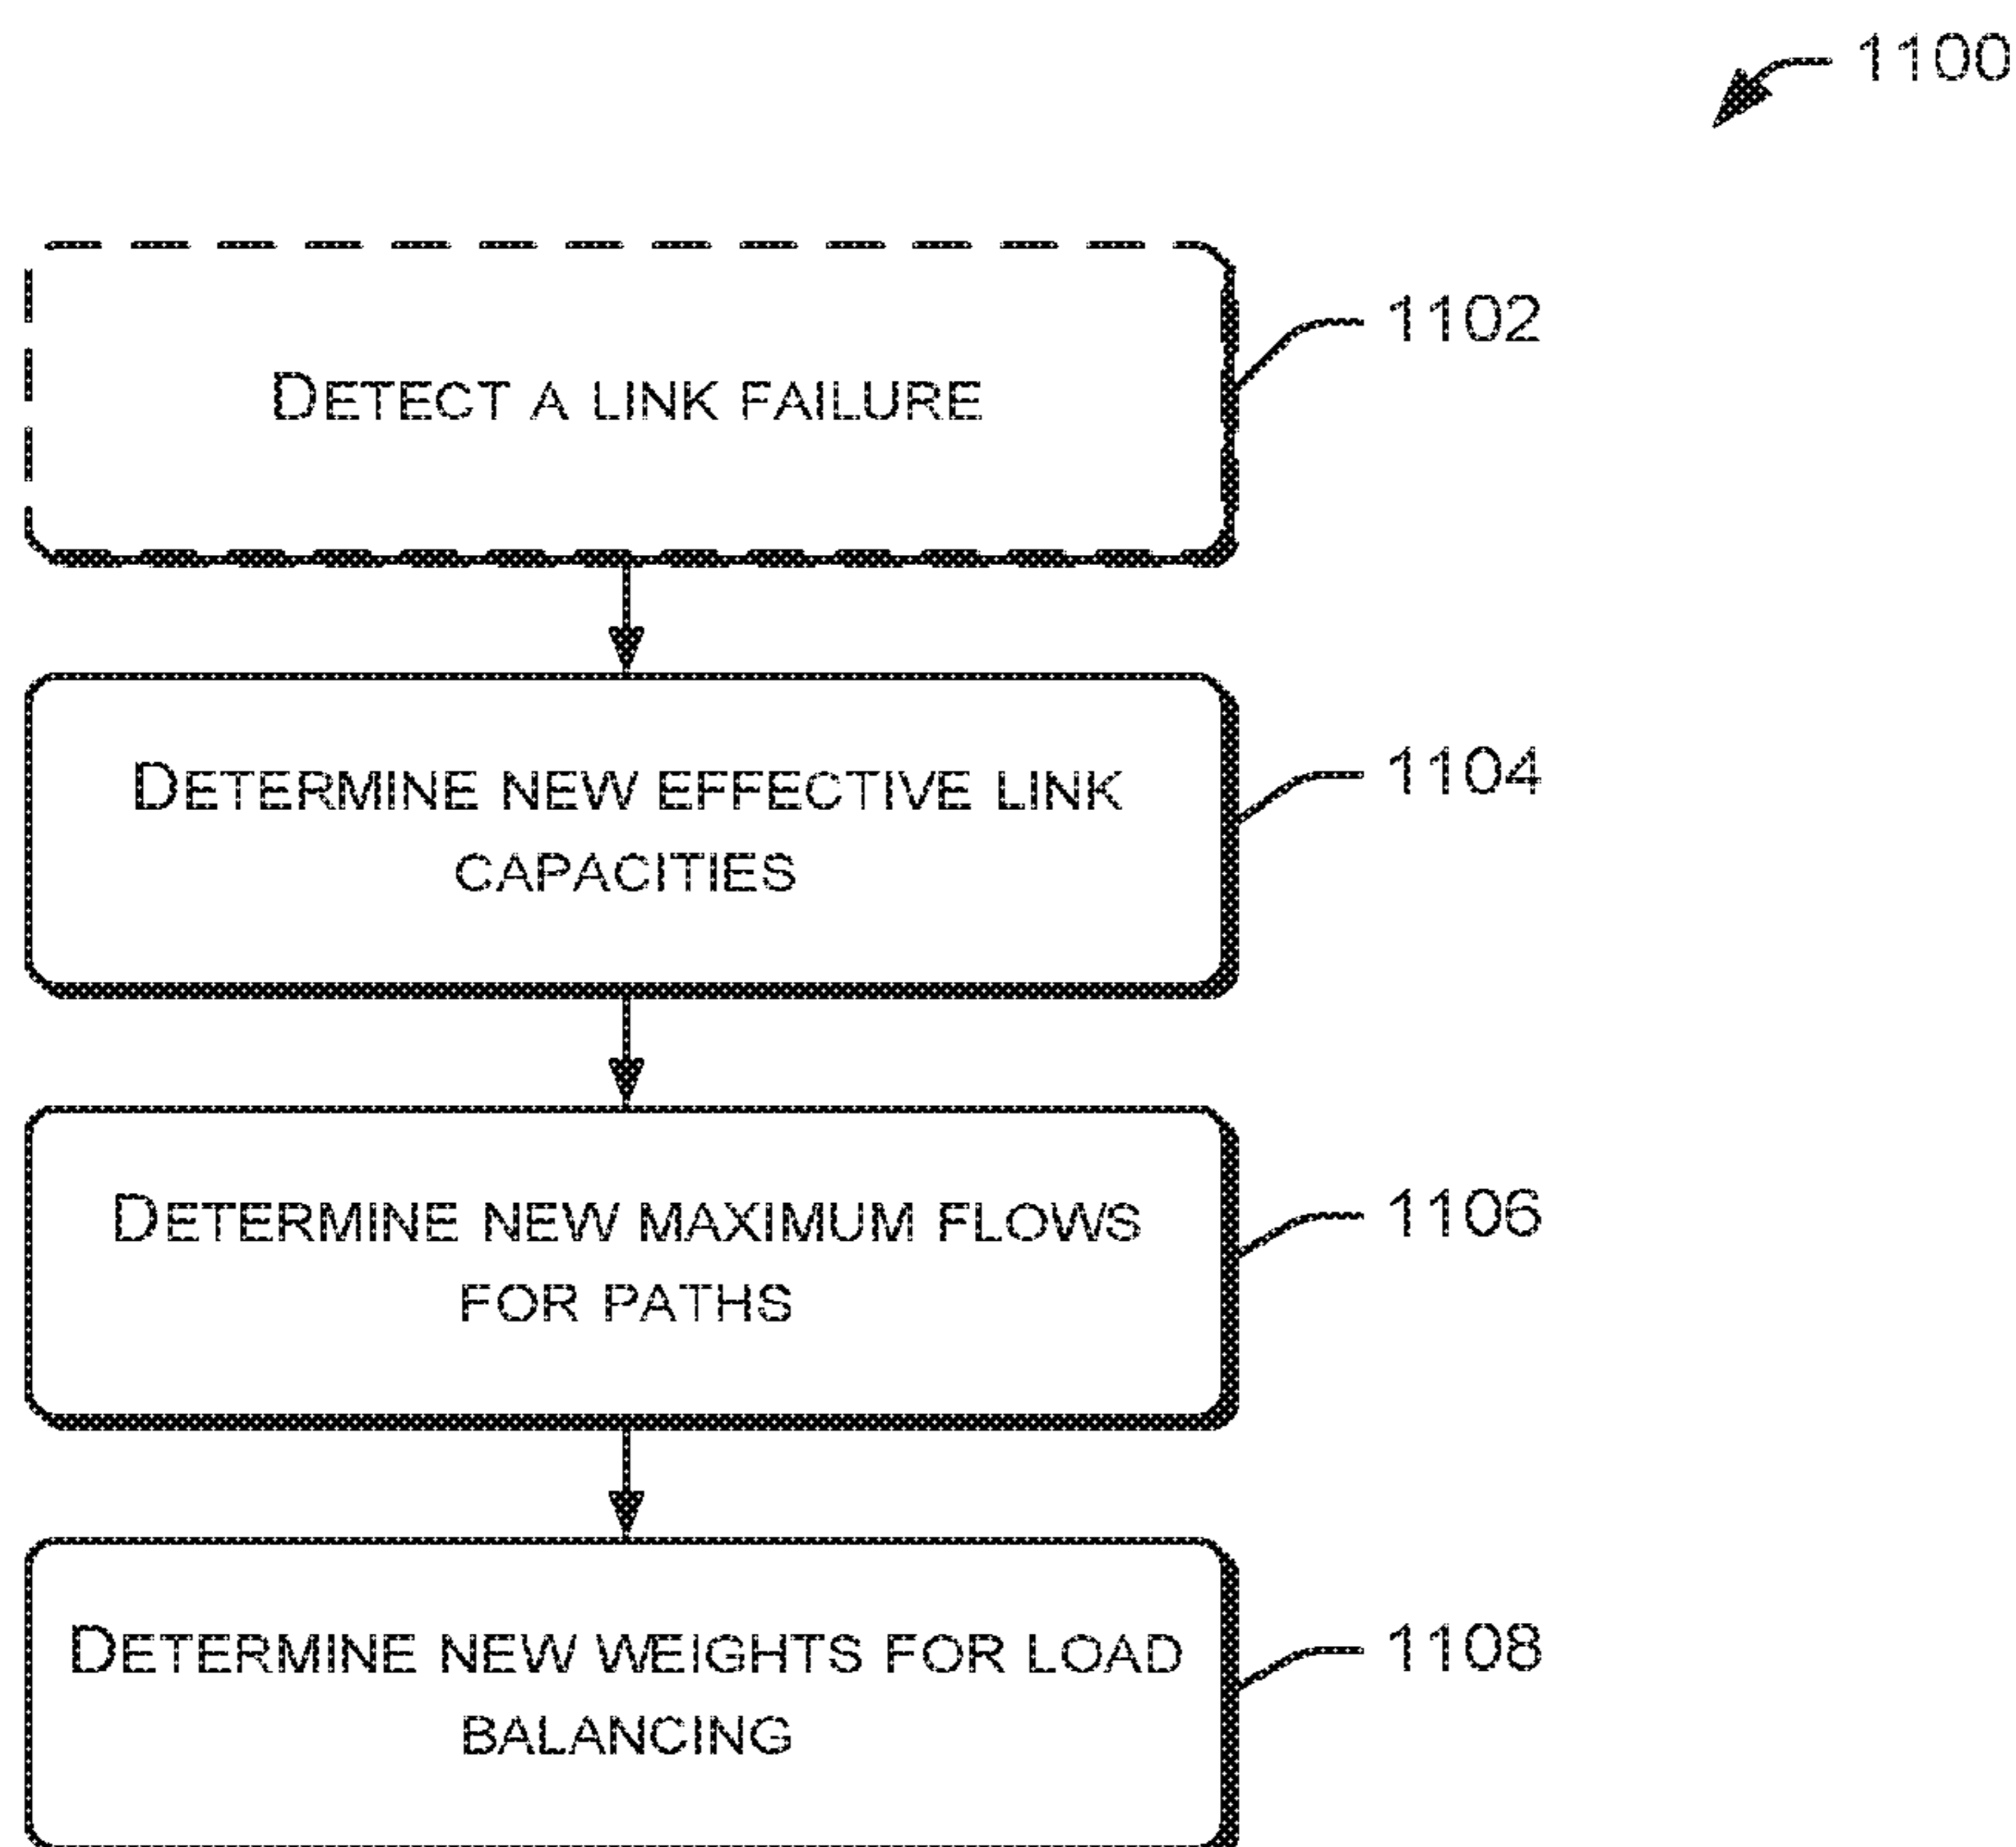 1100
DETECT A LINK FAILURE
1102
DETERMINE NEW EFFECTIVE LINK
CAPACITIES
1104
DETERMINE NEW MAXIMUM FLOWS
FOR PATHS
1106
DETERMINE NEW WEIGHTS FOR LOAD
BALANCING
1108